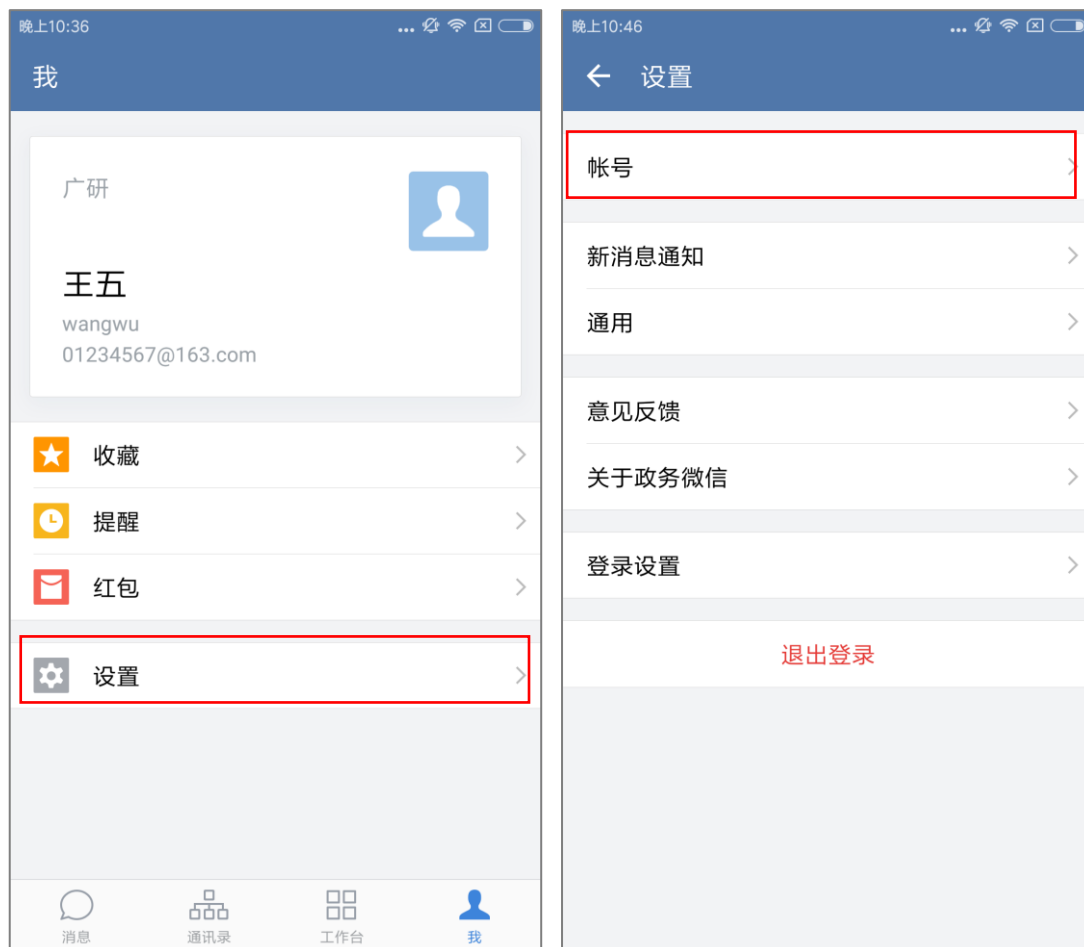 晚上10:36
我
广研
王五
wangwu
01234567@163.com
收藏
提醒
红包
设置
消息
通讯录
工作台
我
晚上10:46
设置
帐号
新消息通知
通用
意见反馈
关于政务微信
登录设置
退出登录